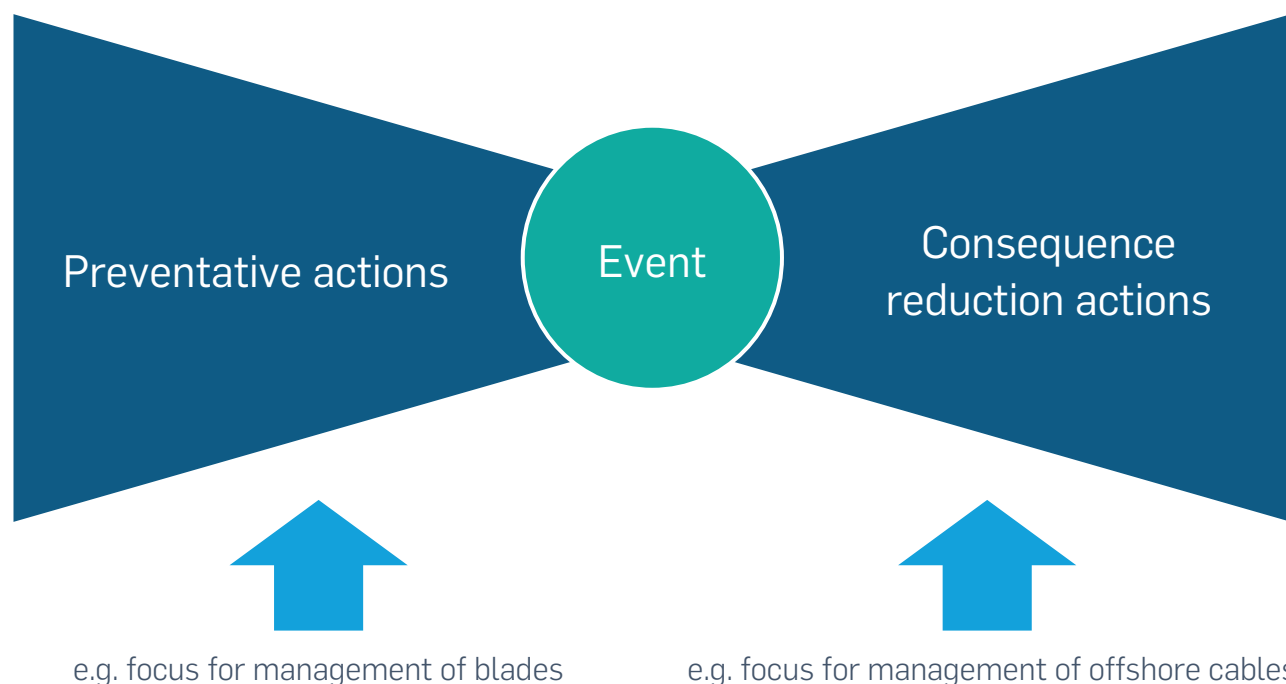 Preventative actions
Event
Consequence
reduction actions
e.g. focus for management of blades
e.g. focus for management of offshore cables